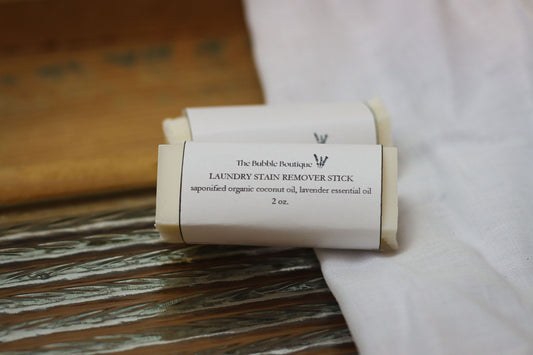 The Bubble Boutique
LAUNDRY STAIN REMOVER STICK
saponified organic coconut oil, lavender essential oil
2 oz.